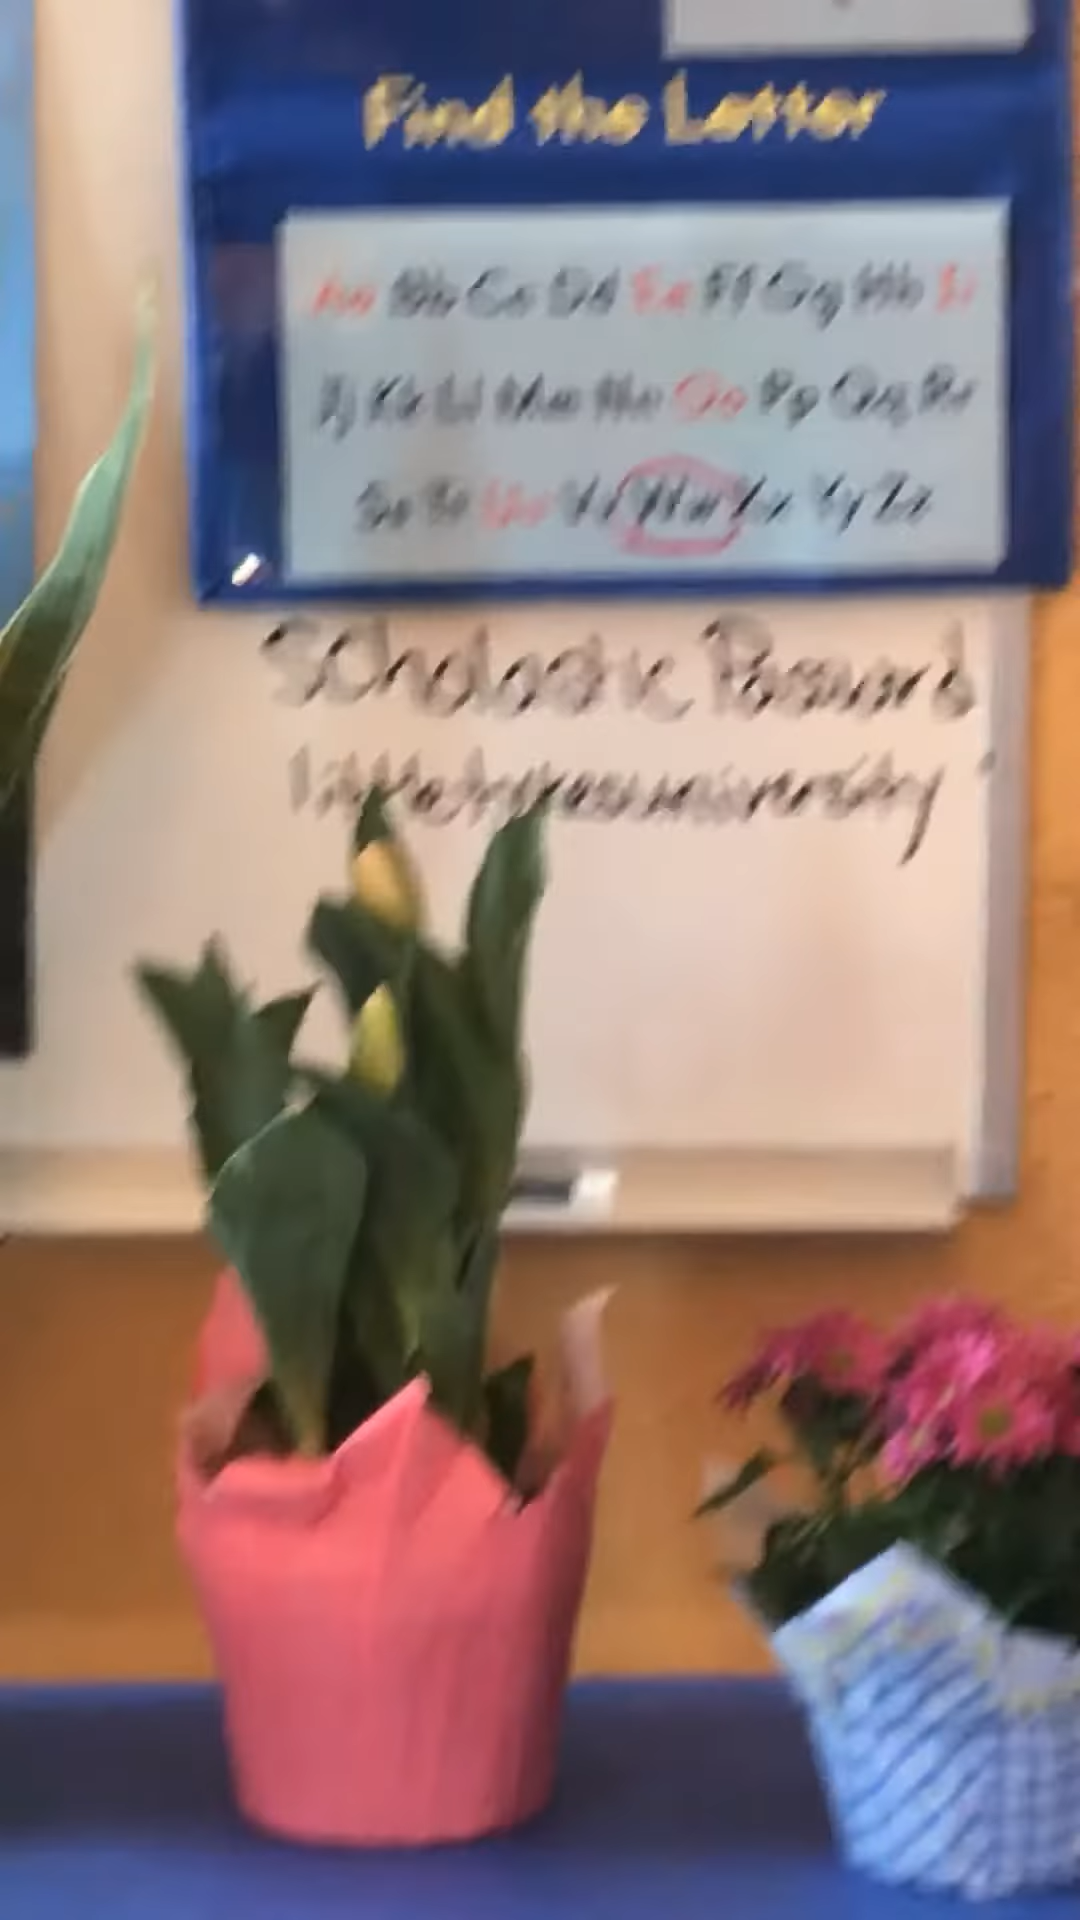 Find the Letter
Aa Bb Cc Dd Ee Ff Gg Hh Ii
Jj Kk Ll Mm Nn Oo Pp Qq Rr
Ss Tt Uu Vv Ww Xx Yy Zz
Scholastic Password